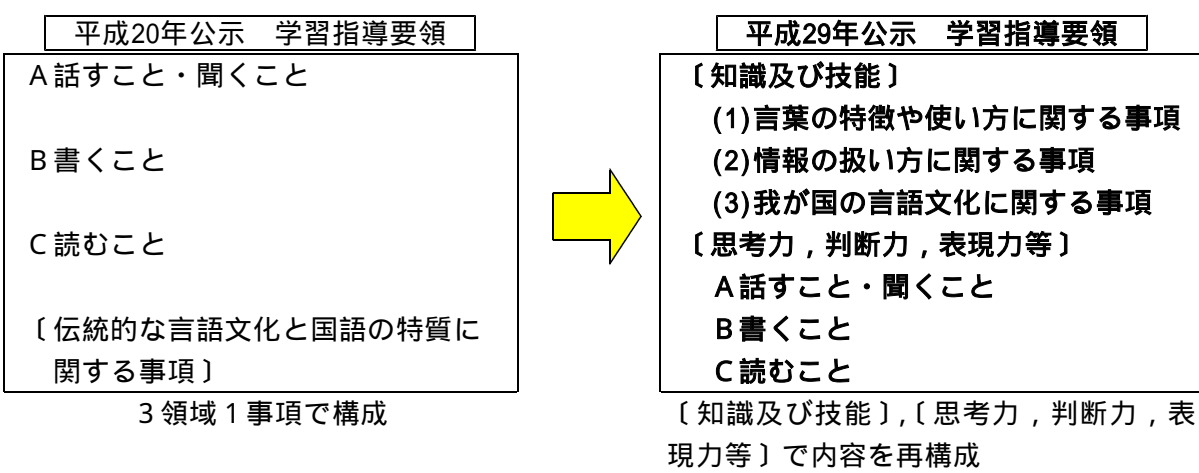 平成20年公示　学習指導要領
A話すこと・聞くこと
B書くこと
C読むこと
〔伝統的な言語文化と国語の特質に
関する事項〕
3領域1事項で構成
平成29年公示　学習指導要領
〔知識及び技能〕
(1)言葉の特徴や使い方に関する事項
(2)情報の扱い方に関する事項
(3)我が国の言語文化に関する事項
〔思考力，判断力，表現力等〕
A話すこと・聞くこと
B書くこと
C読むこと
〔知識及び技能〕,〔思考力，判断力，表
現力等〕で内容を再構成